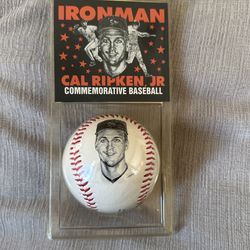 IRONMAN
CAL RIPKEN, JR
COMMEMORATIVE BASEBALL